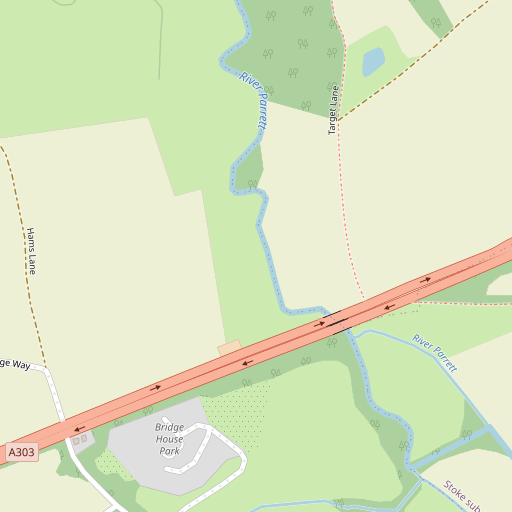 River Parrett
Target Lane
Hams Lane
ge Way
River Parrett
Bridge
House
Park
A303
Stoke sub